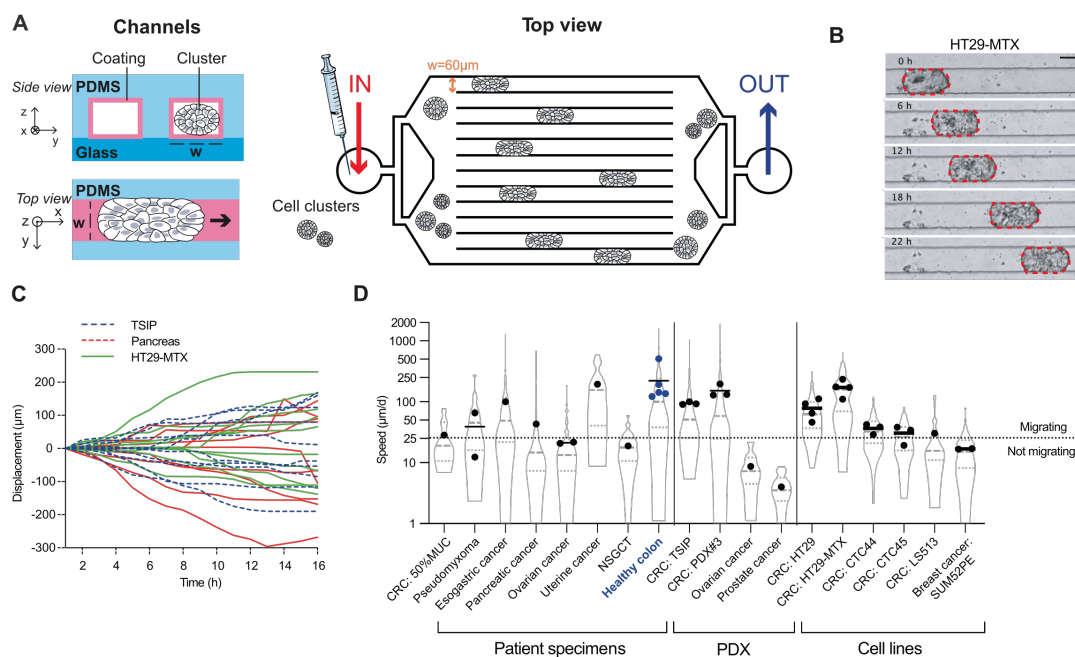 A
Channels
Coating
Cluster
Side view
PDMS
z
x
y
w
Glass
Top view
PDMS
z
x
w
y
Top view
w=60µm
IN
OUT
Cell clusters
B
HT29-MTX
0 h
6 h
12 h
18 h
22 h
C
TSIP
Pancreas
HT29-MTX
Displacement (µm)
300
200
100
0
-100
-200
-300
2
4
6
8
10
12
14
16
Time (h)
D
Speed (µm/d)
2000
1000
500
250
100
50
25
10
1
Migrating
Not migrating
CRC: 50%MUC
Pseudomyxoma
Esogastric cancer
Pancreatic cancer
Ovarian cancer
Uterine cancer
NSGCT
Healthy colon
CRC: TSIP
CRC: PDX#3
Ovarian cancer
Prostate cancer
CRC: HT29
CRC: HT29-MTX
CRC: CTC44
CRC: CTC45
CRC: LS513
Breast cancer:
SUM52PE
Patient specimens
PDX
Cell lines